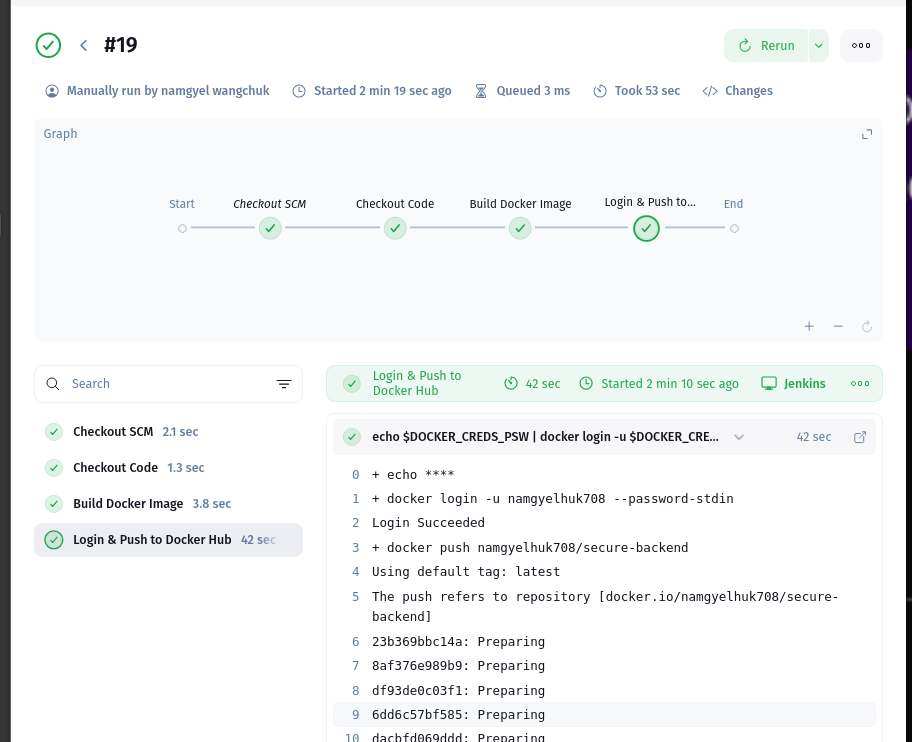 #19
Rerun
Manually run by namgyel wangchuk
Started 2 min 19 sec ago
Queued 3 ms
Took 53 sec
Changes
Graph
Start
Checkout SCM
Checkout Code
Build Docker Image
Login & Push to...
End
Search
Checkout SCM 2.1 sec
Checkout Code 1.3 sec
Build Docker Image 3.8 sec
Login & Push to Docker Hub 42 sec
Login & Push to
Docker Hub
42 sec
Started 2 min 10 sec ago
Jenkins
echo $DOCKER_CREDS_PSW | docker login -u $DOCKER_CRE...
42 sec
0 + echo ****
1 + docker login -u namgyelhuk708 --password-stdin
2 Login Succeeded
3 + docker push namgyelhuk708/secure-backend
4 Using default tag: latest
5 The push refers to repository [docker.io/namgyelhuk708/secure-
backend]
6 23b369bbc14a: Preparing
7 8af376e989b9: Preparing
8 df93de0c03f1: Preparing
9 6dd6c57bf585: Preparing
10 dacbfd069ddd: Preparing